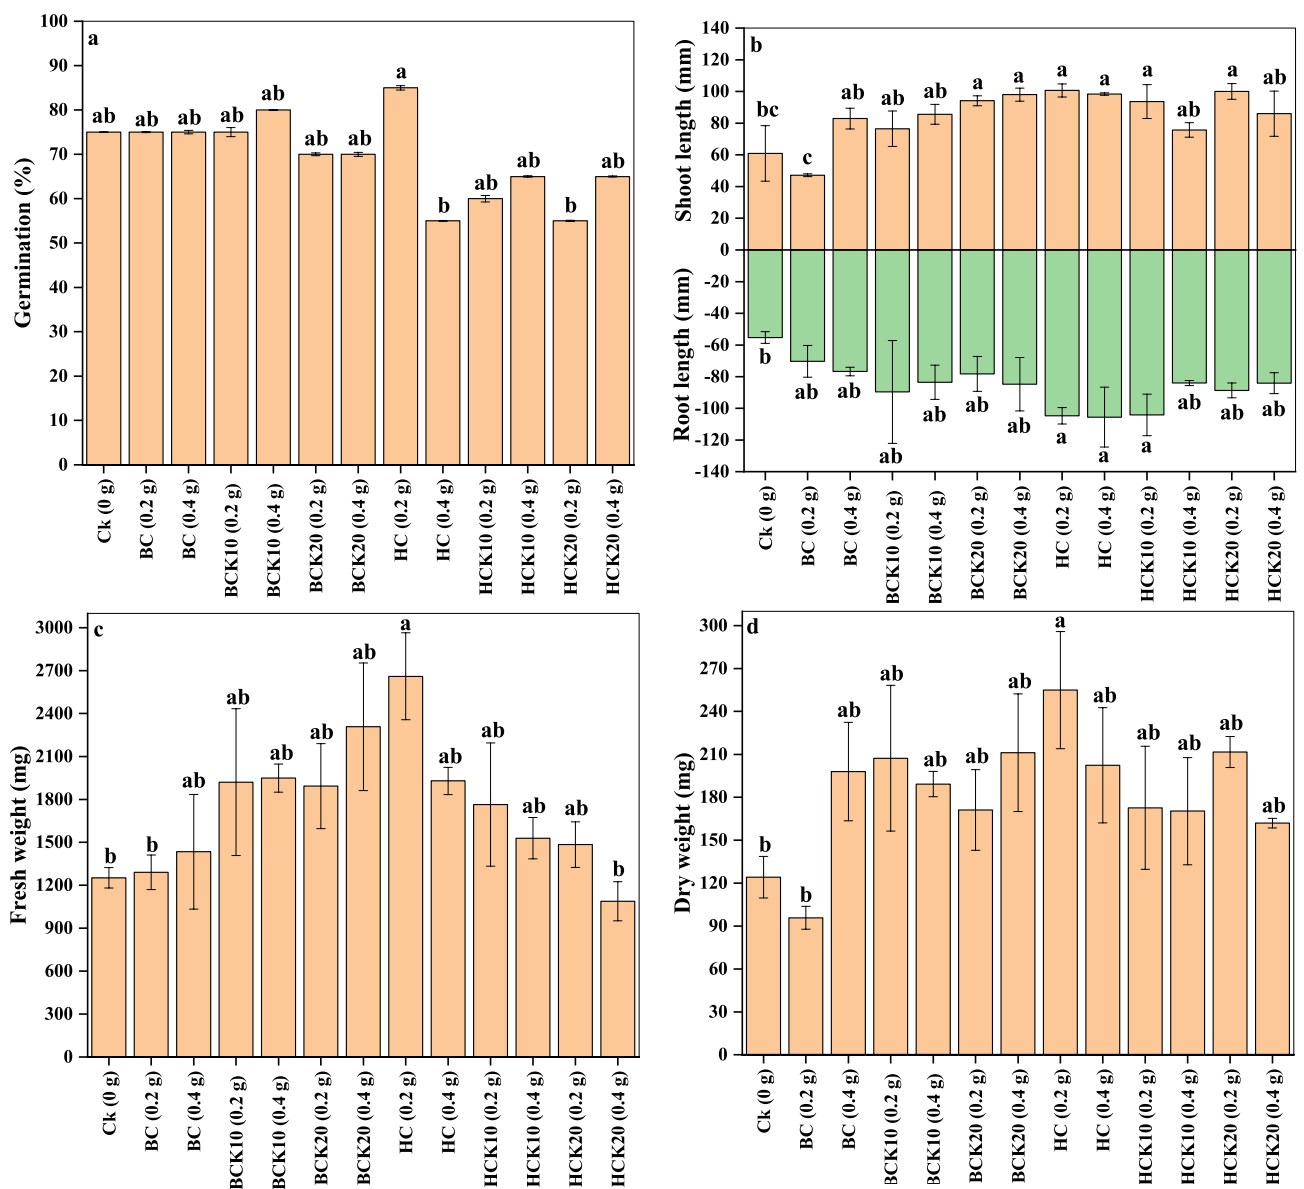 a
Germination (%)
100
90
80
70
60
50
40
30
20
10
0
ab
ab
ab
ab
ab
ab
ab
a
b
ab
ab
b
ab
Ck (0 g)
BC (0.2 g)
BC (0.4 g)
BCK10 (0.2 g)
BCK10 (0.4 g)
BCK20 (0.2 g)
BCK20 (0.4 g)
HC (0.2 g)
HC (0.4 g)
HCK10 (0.2 g)
HCK10 (0.4 g)
HCK20 (0.2 g)
HCK20 (0.4 g)
b
Shoot length (mm)
Root length (mm)
140
120
100
80
60
40
20
0
-20
-40
-60
-80
-100
-120
-140
bc
c
ab
ab
ab
a
a
a
a
a
ab
a
ab
b
ab
ab
ab
ab
ab
ab
a
a
a
ab
ab
ab
Ck (0 g)
BC (0.2 g)
BC (0.4 g)
BCK10 (0.2 g)
BCK10 (0.4 g)
BCK20 (0.2 g)
BCK20 (0.4 g)
HC (0.2 g)
HC (0.4 g)
HCK10 (0.2 g)
HCK10 (0.4 g)
HCK20 (0.2 g)
HCK20 (0.4 g)
c
Fresh weight (mg)
3000
2700
2400
2100
1800
1500
1200
900
600
300
0
b
b
ab
ab
ab
ab
ab
a
ab
ab
ab
ab
b
Ck (0 g)
BC (0.2 g)
BC (0.4 g)
BCK10 (0.2 g)
BCK10 (0.4 g)
BCK20 (0.2 g)
BCK20 (0.4 g)
HC (0.2 g)
HC (0.4 g)
HCK10 (0.2 g)
HCK10 (0.4 g)
HCK20 (0.2 g)
HCK20 (0.4 g)
d
Dry weight (mg)
300
270
240
210
180
150
120
90
60
30
0
b
b
ab
ab
ab
ab
ab
a
ab
ab
ab
ab
ab
Ck (0 g)
BC (0.2 g)
BC (0.4 g)
BCK10 (0.2 g)
BCK10 (0.4 g)
BCK20 (0.2 g)
BCK20 (0.4 g)
HC (0.2 g)
HC (0.4 g)
HCK10 (0.2 g)
HCK10 (0.4 g)
HCK20 (0.2 g)
HCK20 (0.4 g)